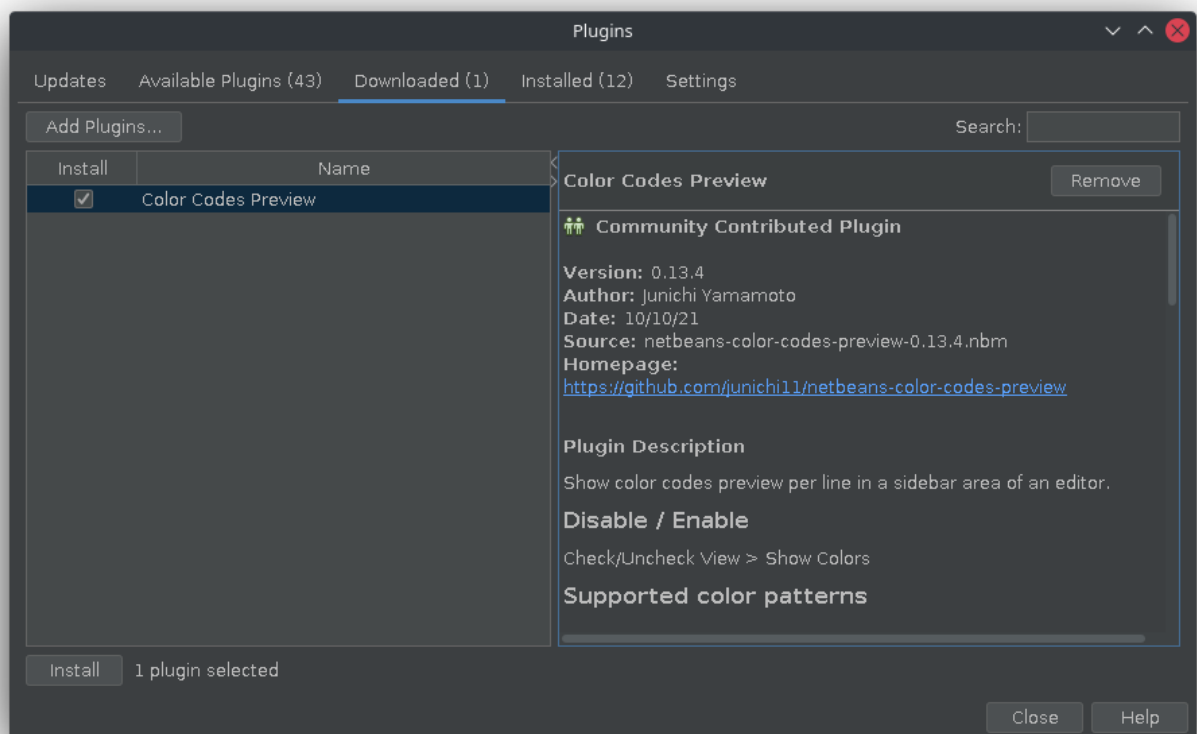 Plugins
Updates Available Plugins (43) Downloaded (1) Installed (12) Settings
Add Plugins... Search:
Install Name
Color Codes Preview
Color Codes Preview Remove
Community Contributed Plugin
Version: 0.13.4
Author: Junichi Yamamoto
Date: 10/10/21
Source: netbeans-color-codes-preview-0.13.4.nbm
Homepage:
https://github.com/junichi11/netbeans-color-codes-preview
Plugin Description
Show color codes preview per line in a sidebar area of an editor.
Disable / Enable
Check/Uncheck View > Show Colors
Supported color patterns
Install 1 plugin selected
Close Help